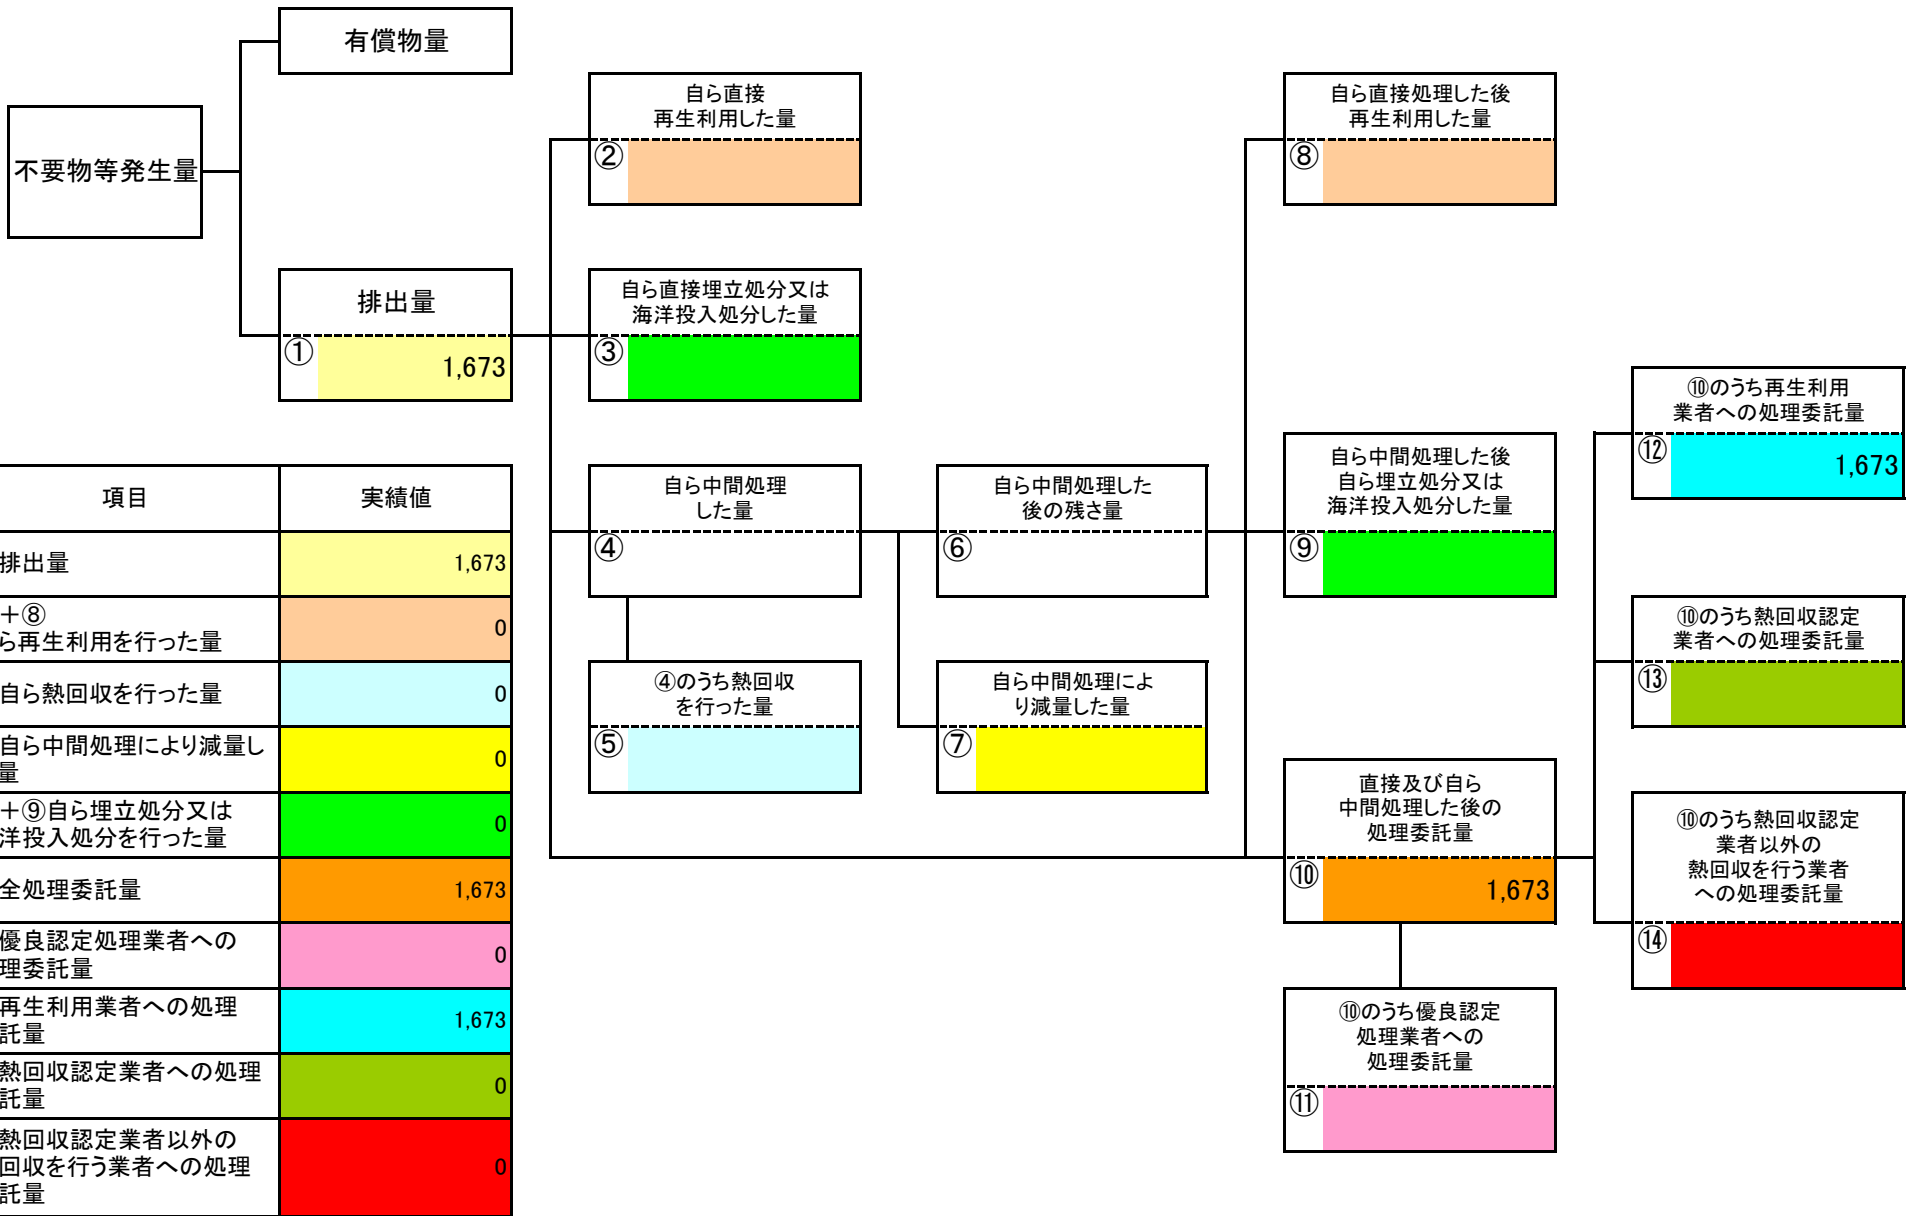 有償物量
不要物等発生量
排出量
① 1,673
自ら直接
再生利用した量
②
自ら直接埋立処分又は
海洋投入処分した量
③
自ら中間処理
した量
④
④のうち熱回収
を行った量
⑤
自ら中間処理した
後の残さ量
⑥
自ら中間処理によ
り減量した量
⑦
自ら直接処理した後
再生利用した量
⑧
自ら中間処理した後
自ら埋立処分又は
海洋投入処分した量
⑨
直接及び自ら
中間処理した後の
処理委託量
⑩ 1,673
⑩のうち優良認定
処理業者への
処理委託量
⑪
⑩のうち再生利用
業者への処理委託量
⑫ 1,673
⑩のうち熱回収認定
業者への処理委託量
⑬
⑩のうち熱回収認定
業者以外の
熱回収を行う業者
への処理委託量
⑭
項目 実績値
排出量 1,673
+⑧
ら再生利用を行った量 0
自ら熱回収を行った量 0
自ら中間処理により減量し
量 0
+⑨自ら埋立処分又は
洋投入処分を行った量 0
全処理委託量 1,673
優良認定処理業者への
理委託量 0
再生利用業者への処理
託量 1,673
熱回収認定業者への処理
託量 0
熱回収認定業者以外の
回収を行う業者への処理
託量 0